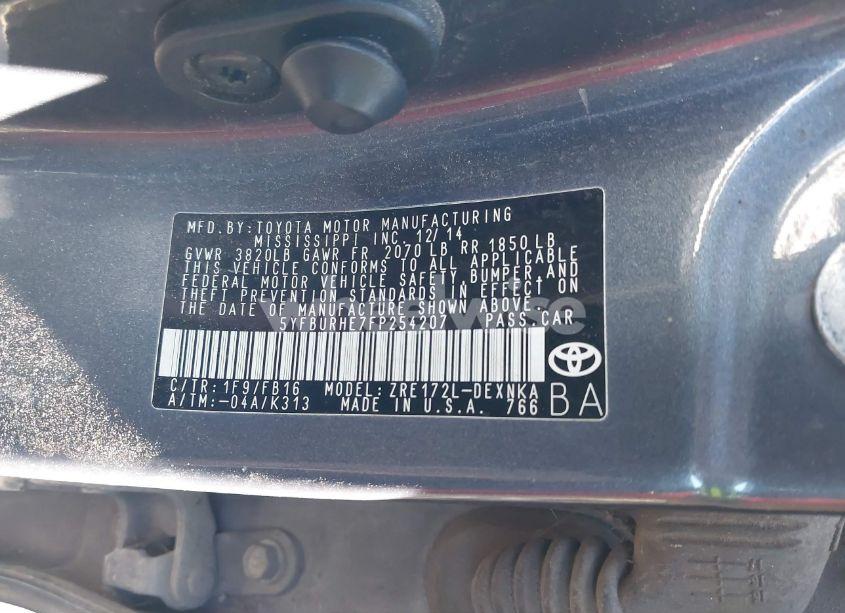 MFD. BY: TOYOTA MOTOR MANUFACTURING
MISSISSIPPI INC. 12/14
GVWR 3820LB GAWR FR 2070 LB RR 1850 LB
THIS VEHICLE CONFORMS TO ALL APPLICABLE
FEDERAL MOTOR VEHICLE SAFETY, BUMPER, AND
THEFT PREVENTION STANDARDS IN EFFECT ON
THE DATE OF MANUFACTURE SHOWN ABOVE.
5YFBURHE7FP254207 PASS. CAR
C/TR: 1F9/FB16 MODEL: ZRE172L-DEXNKA
A/TM: -04A/K313 MADE IN U.S.A. 766
BA